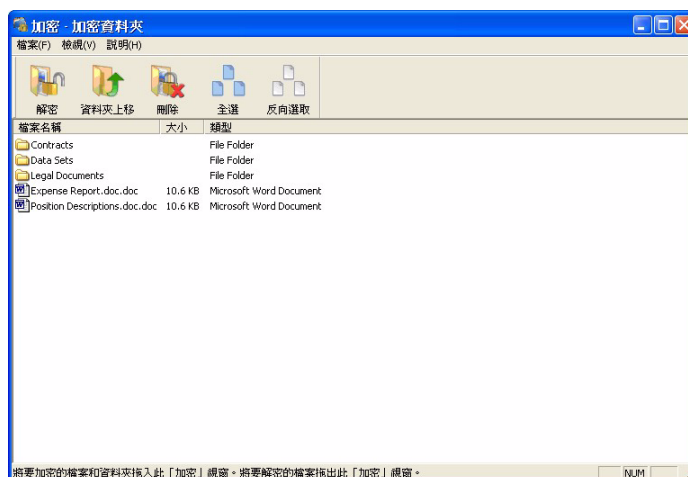 加密 - 加密資料夾
檔案(F) 檢視(V) 說明(H)
解密 資料夾上移 刪除 全選 反向選取
檔案名稱 大小 類型
Contracts File Folder
Data Sets File Folder
Legal Documents File Folder
Expense Report.doc.doc 10.6 KB Microsoft Word Document
Position Descriptions.doc.doc 10.6 KB Microsoft Word Document
將要加密的檔案和資料夾拖入此「加密」視窗。將要解密的檔案拖出此「加密」視窗。 NUM